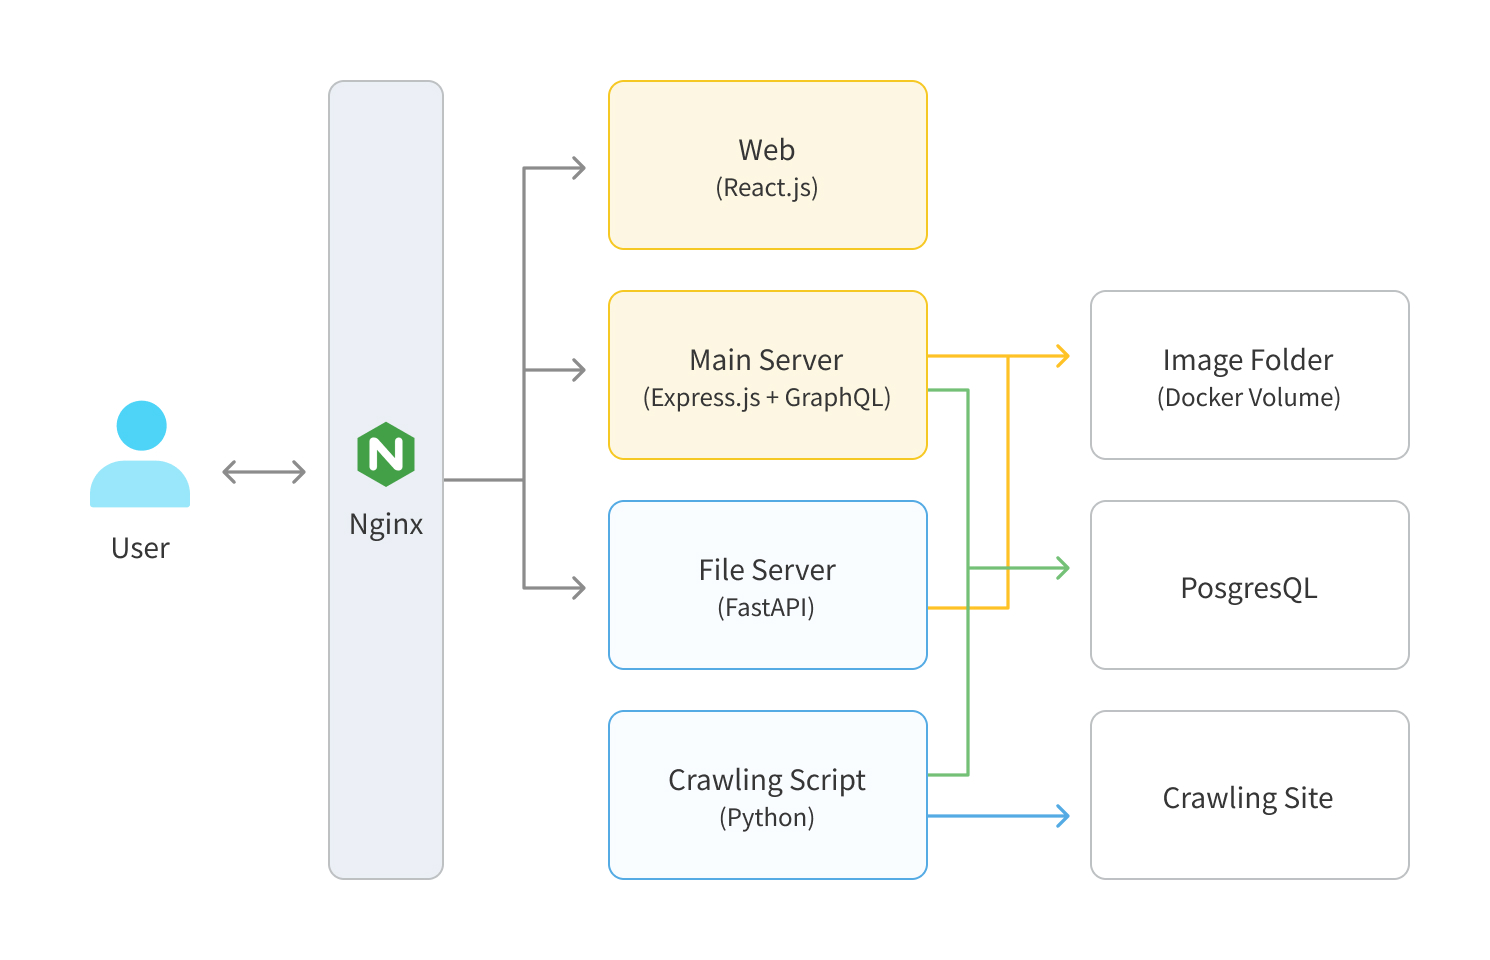 User
Nginx
Web
(React.js)
Main Server
(Express.js + GraphQL)
File Server
(FastAPI)
Crawling Script
(Python)
Image Folder
(Docker Volume)
PosgresQL
Crawling Site